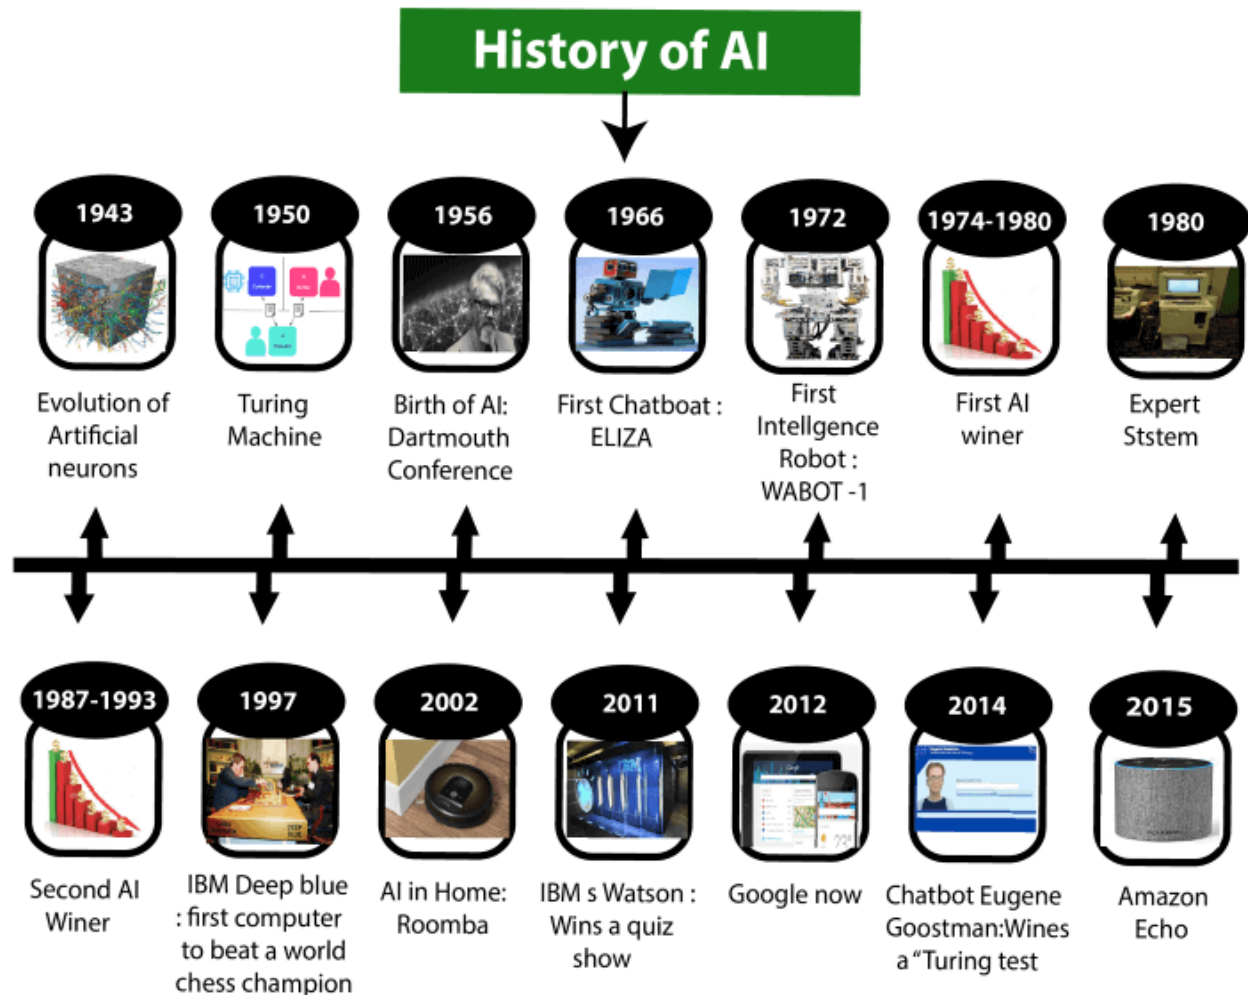 History of AI
1943
1950
1956
1966
1972
1974-1980
1980
Evolution of
Artificial
neurons
Turing
Machine
Birth of AI:
Dartmouth
Conference
First Chatboat :
ELIZA
First
Intellgence
Robot :
WABOT -1
First AI
winer
Expert
Ststem
1987-1993
1997
2002
2011
2012
2014
2015
IBM
Second AI
Winer
IBM Deep blue
: first computer
to beat a world
chess champion
AI in Home:
Roomba
IBM s Watson :
Wins a quiz
show
Google now
Chatbot Eugene
Goostman:Wines
a “Turing test
Amazon
Echo